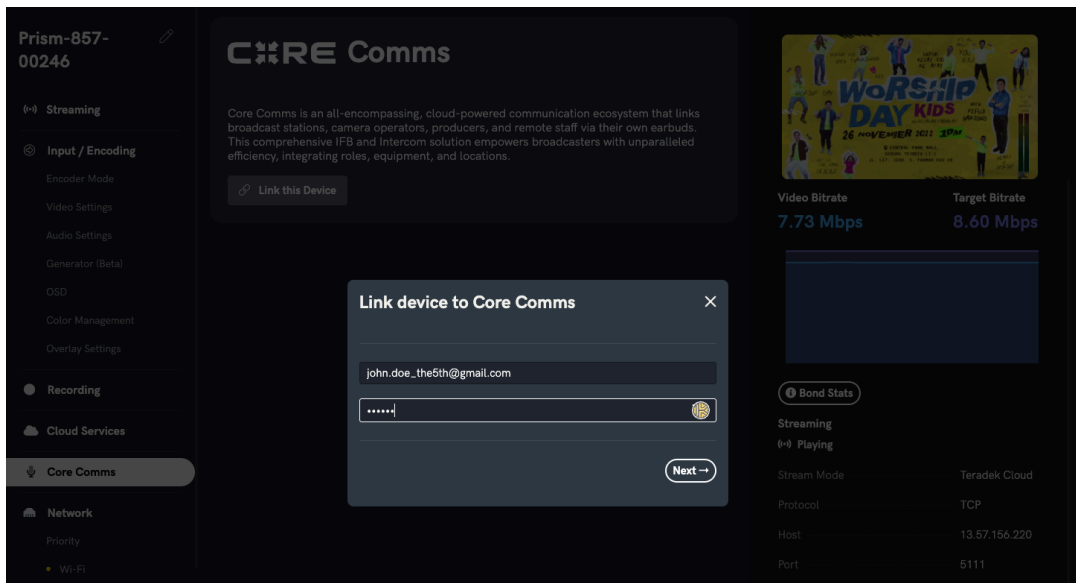 Prism-857-
00246
Streaming
Input / Encoding
Encoder Mode
Video Settings
Audio Settings
Generator (Beta)
OSD
Color Management
Overlay Settings
Recording
Cloud Services
Core Comms
Network
Priority
Wi-Fi
CORE Comms
Core Comms is an all-encompassing, cloud-powered communication ecosystem that links
broadcast stations, camera operators, producers, and remote staff via their own earbuds.
This comprehensive IFB and Intercom solution empowers broadcasters with unparalleled
efficiency, integrating roles, equipment, and locations.
Link this Device
Link device to Core Comms
john.doe_the5th@gmail.com
••••••
Next →
WORSHIP
DAY KIDS
26 NOVEMBER 2022
Video Bitrate Target Bitrate
7.73 Mbps 8.60 Mbps
Bond Stats
Streaming
Playing
Stream Mode Teradek Cloud
Protocol TCP
Host 13.57.156.220
Port 5111